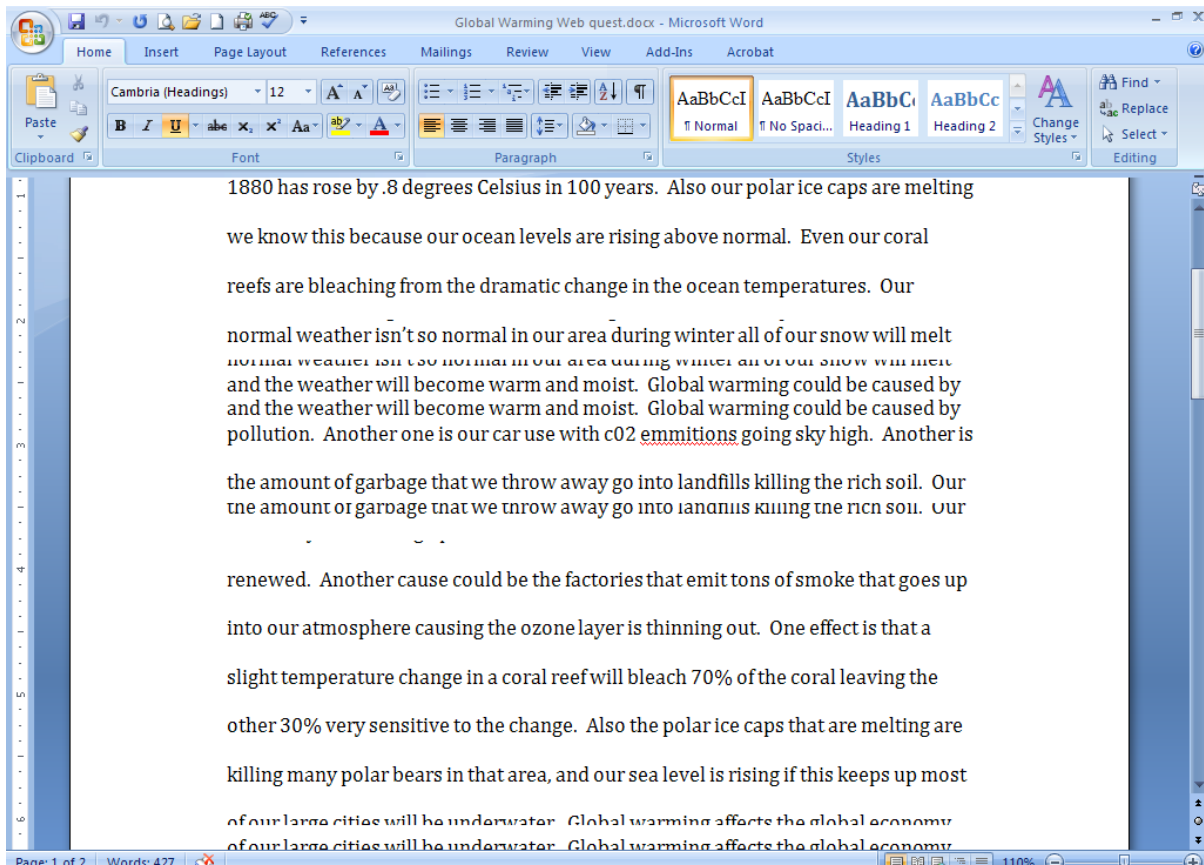 Global Warming Web quest.docx - Microsoft Word
Home Insert Page Layout References Mailings Review View Add-Ins Acrobat
Paste
Clipboard
Cambria (Headings) 12
B I U abc X₂ X² Aa
Font
Paragraph
AaBbCcI AaBbCcI AaBbC AaBbCc
¶ Normal ¶ No Spaci... Heading 1 Heading 2
Change Styles
Styles
Find
Replace
Select
Editing
1880 has rose by .8 degrees Celsius in 100 years. Also our polar ice caps are melting
we know this because our ocean levels are rising above normal. Even our coral
reefs are bleaching from the dramatic change in the ocean temperatures. Our
normal weather isn't so normal in our area during winter all of our snow will melt
normal weather isn't so normal in our area during winter all of our snow will melt
and the weather will become warm and moist. Global warming could be caused by
and the weather will become warm and moist. Global warming could be caused by
pollution. Another one is our car use with c02 emmitions going sky high. Another is
the amount of garbage that we throw away go into landfills killing the rich soil. Our
the amount of garbage that we throw away go into landfills killing the rich soil. Our
renewed. Another cause could be the factories that emit tons of smoke that goes up
into our atmosphere causing the ozone layer is thinning out. One effect is that a
slight temperature change in a coral reef will bleach 70% of the coral leaving the
other 30% very sensitive to the change. Also the polar ice caps that are melting are
killing many polar bears in that area, and our sea level is rising if this keeps up most
of our large cities will be underwater. Global warming affects the global economy
of our large cities will be underwater. Global warming affects the global economy
Page: 1 of 2 Words: 427 110%